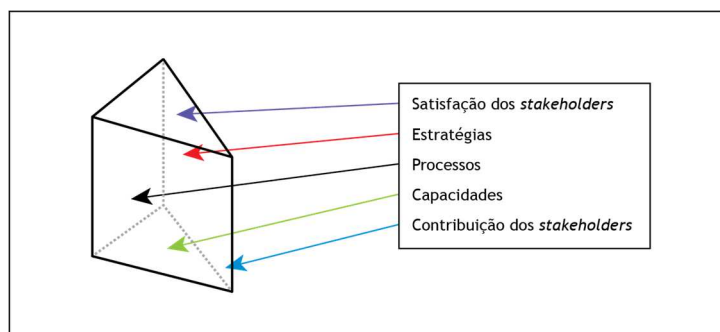 Satisfação dos stakeholders
Estratégias
Processos
Capacidades
Contribuição dos stakeholders